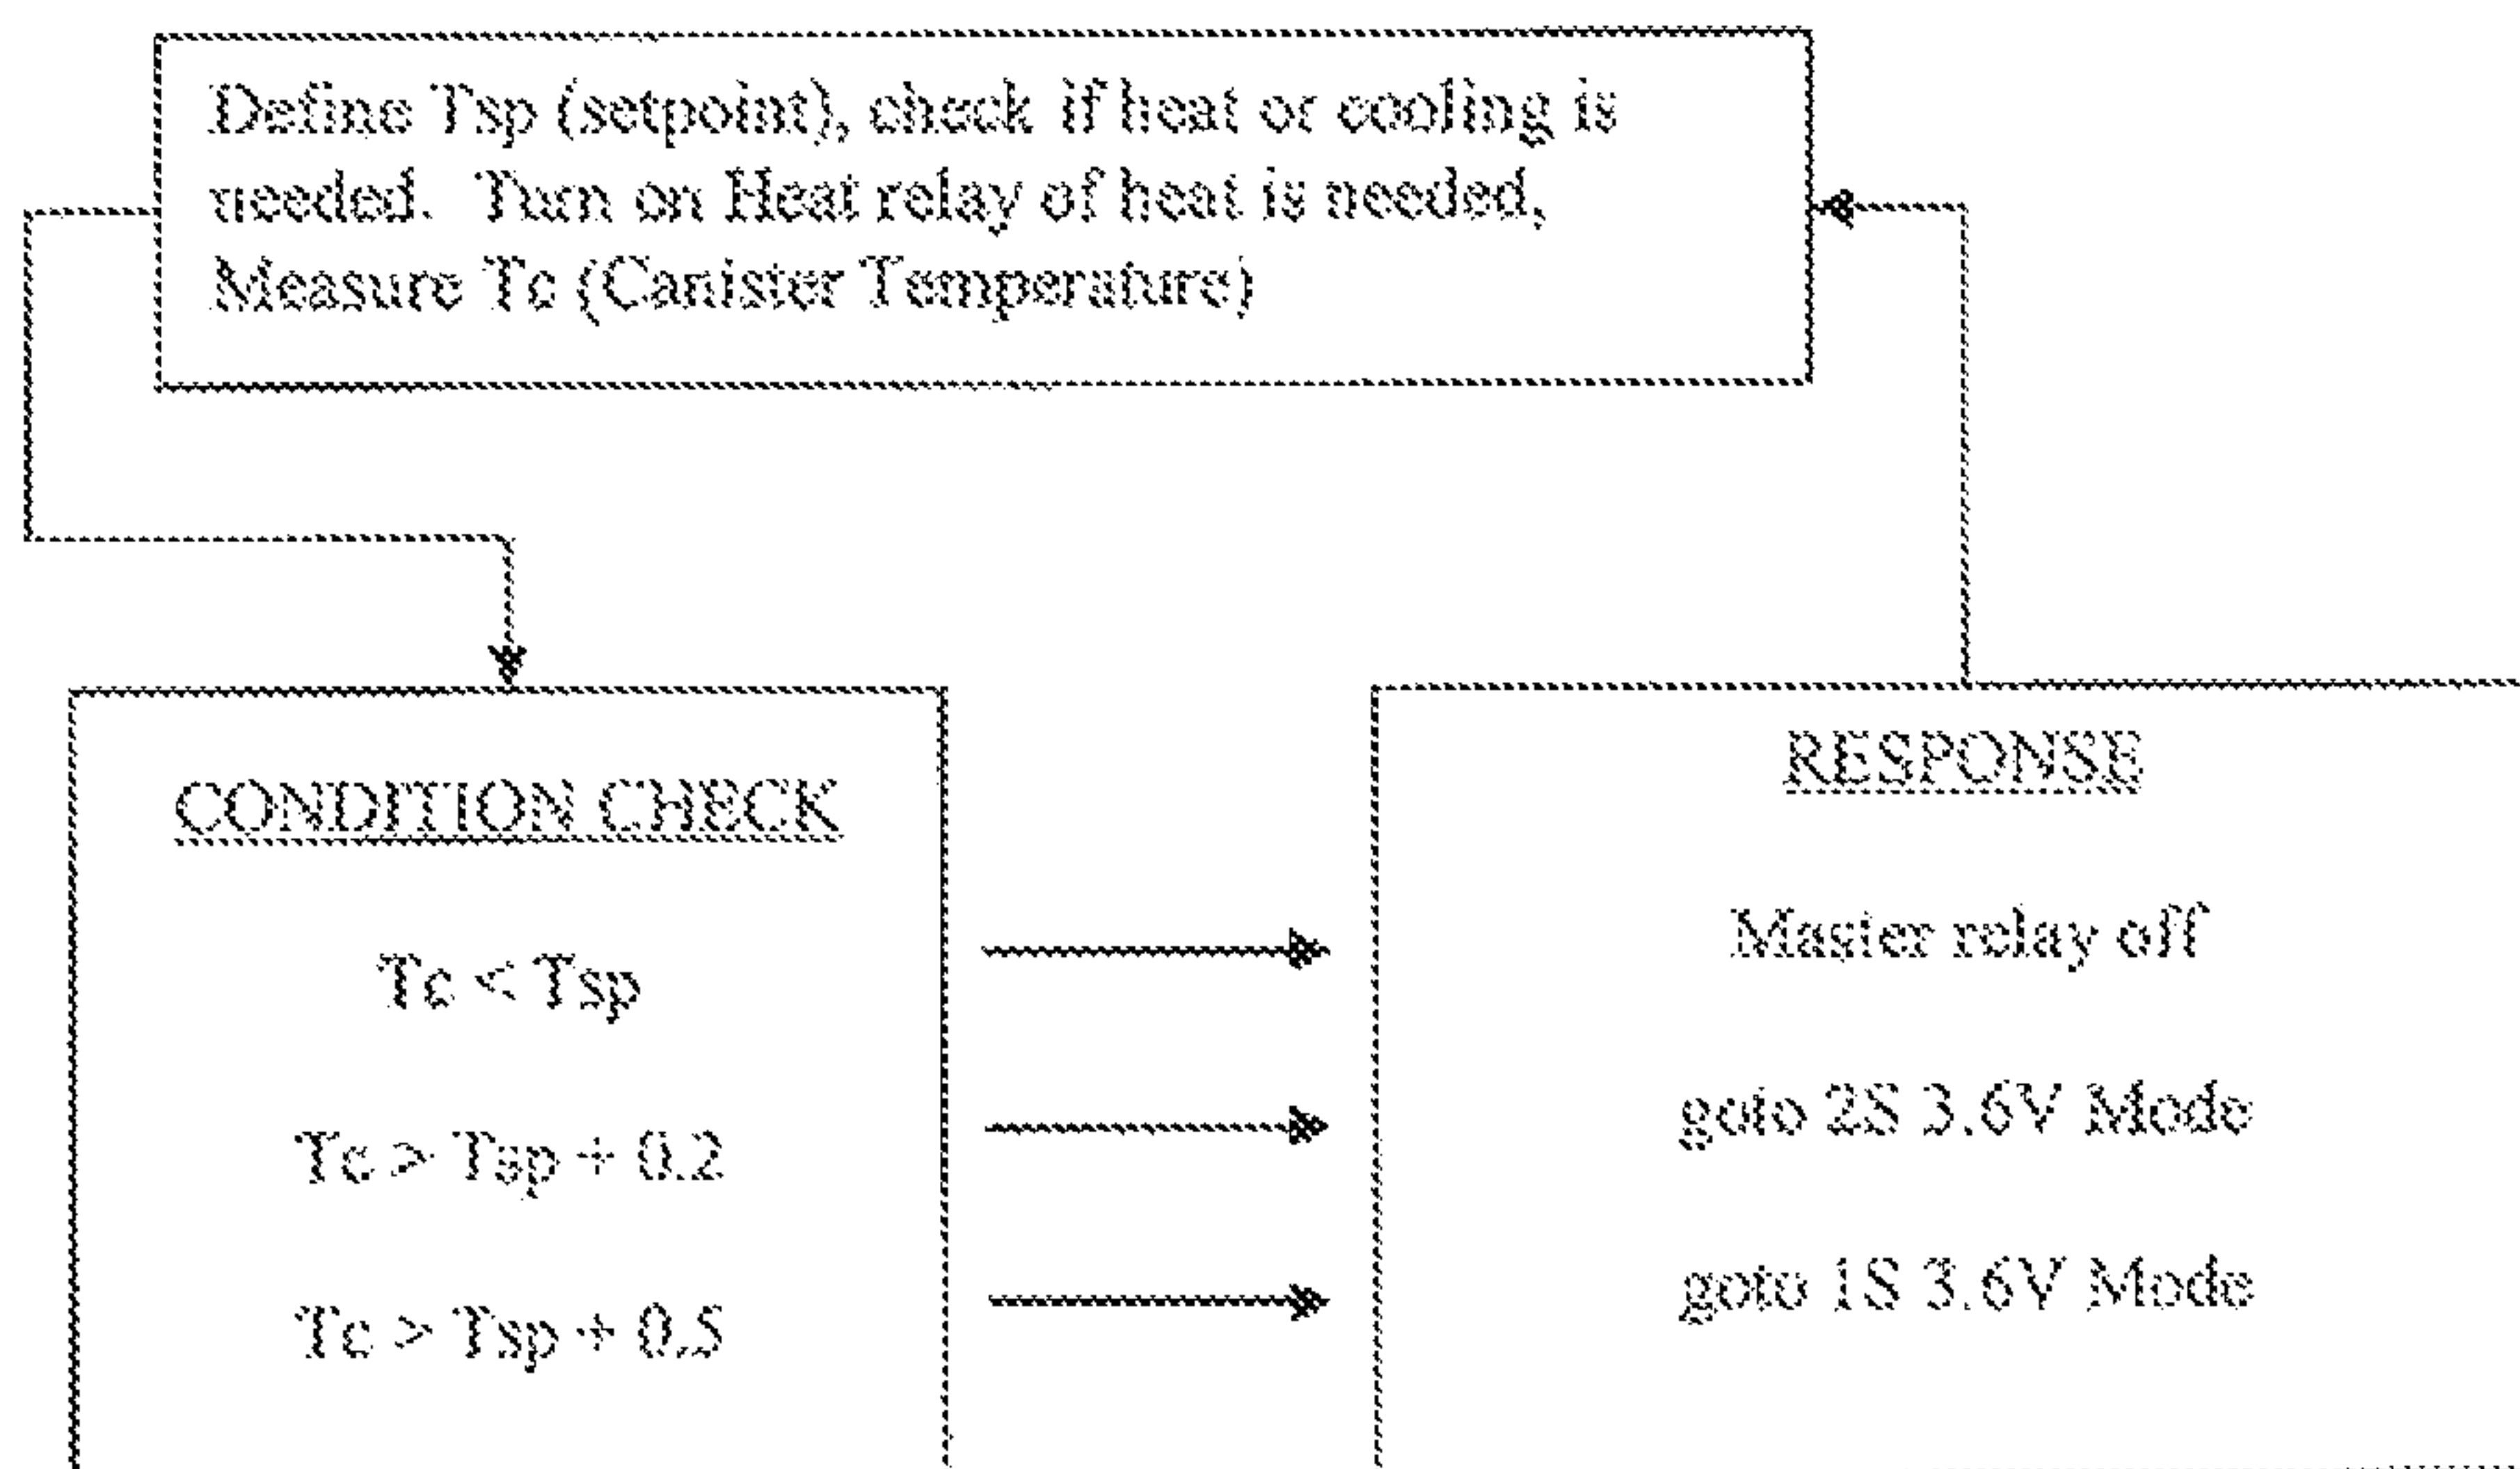 Define Tsp (setpoint), check if heat or cooling is
needed. Turn on Heat relay of heat is needed,
Measure Tc (Canister Temperature)
CONDITION CHECK
Tc < Tsp
Tc > Tsp + 0.2
Tc > Tsp + 0.5
RESPONSE
Master relay off
goto 2S 3.6V Mode
goto 1S 3.6V Mode